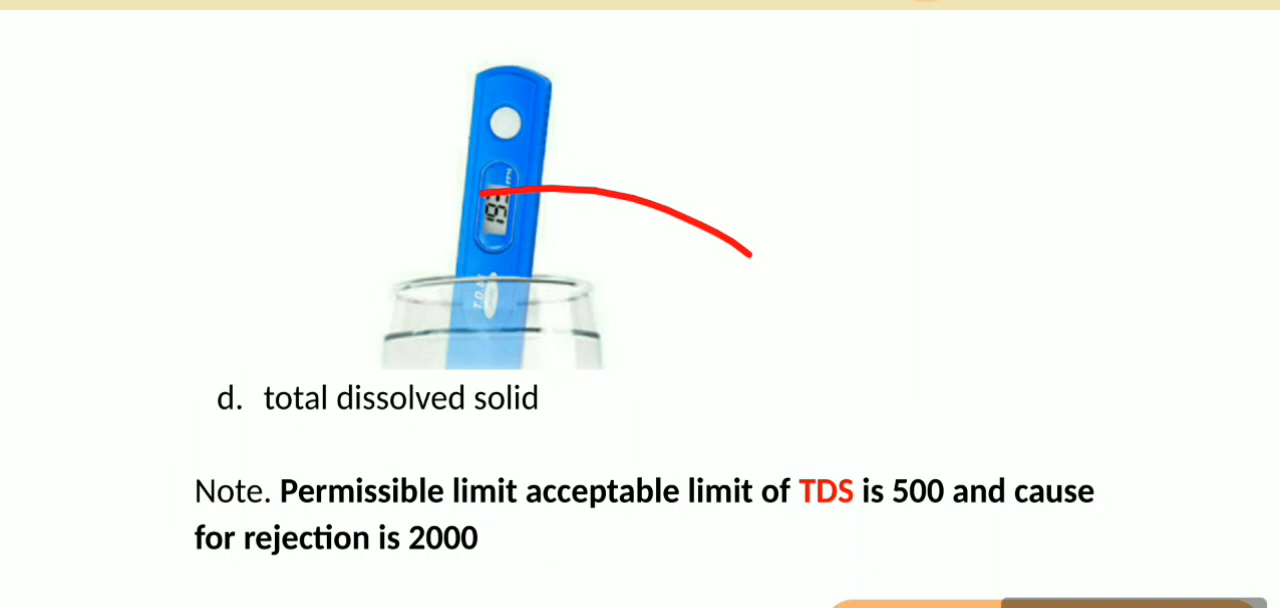 d. total dissolved solid
Note. Permissible limit acceptable limit of TDS is 500 and cause
for rejection is 2000